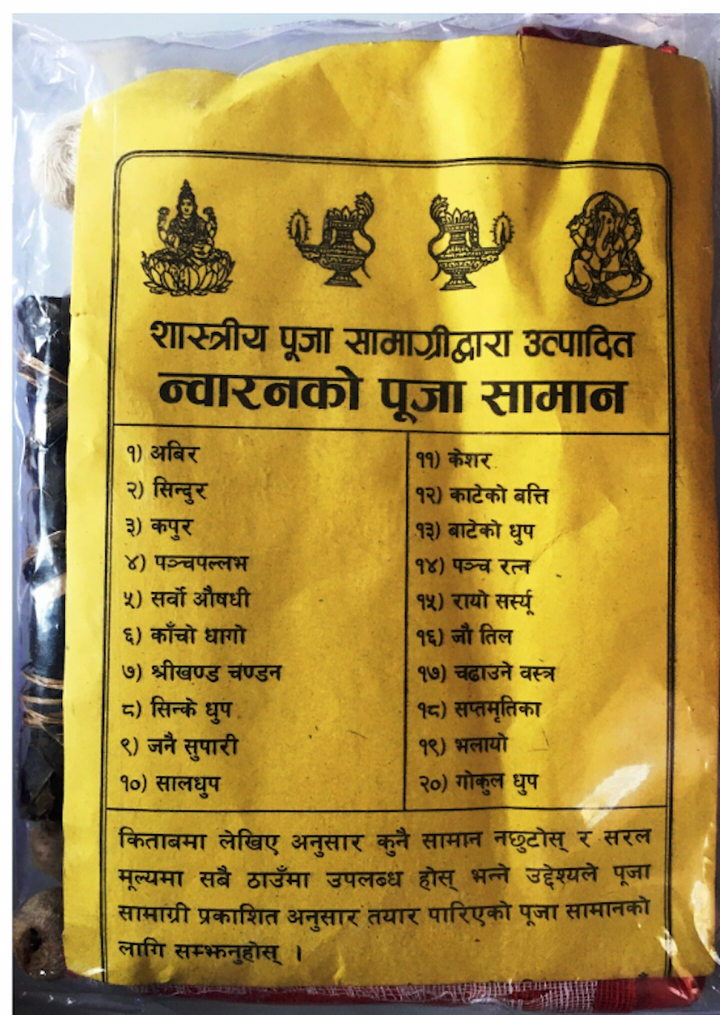 शास्त्रीय पूजा सामाग्रीद्वारा उत्पादित
न्वारनको पूजा सामान
१) अबिर
२) सिन्दुर
३) कपुर
४) पञ्चपल्लभ
५) सर्वो औषधी
६) काँचो धागो
७) श्रीखण्ड चण्डन
८) सिन्के धुप
९) जनै सुपारी
१०) सालधुप
११) केशर
१२) काटेको बत्ति
१३) बाटेको धुप
१४) पञ्च रत्न
१५) रायो सर्स्यू
१६) जौ तिल
१७) चढाउने वस्त्र
१८) सप्तमृतिका
१९) भलायो
२०) गोकुल धुप
किताबमा लेखिए अनुसार कुनै सामान नछुटोस् र सरल
मूल्यमा सबै ठाउँमा उपलब्ध होस् भन्ने उद्देश्यले पूजा
सामाग्री प्रकाशित अनुसार तयार पारिएको पूजा सामानको
लागि सम्झनुहोस् ।